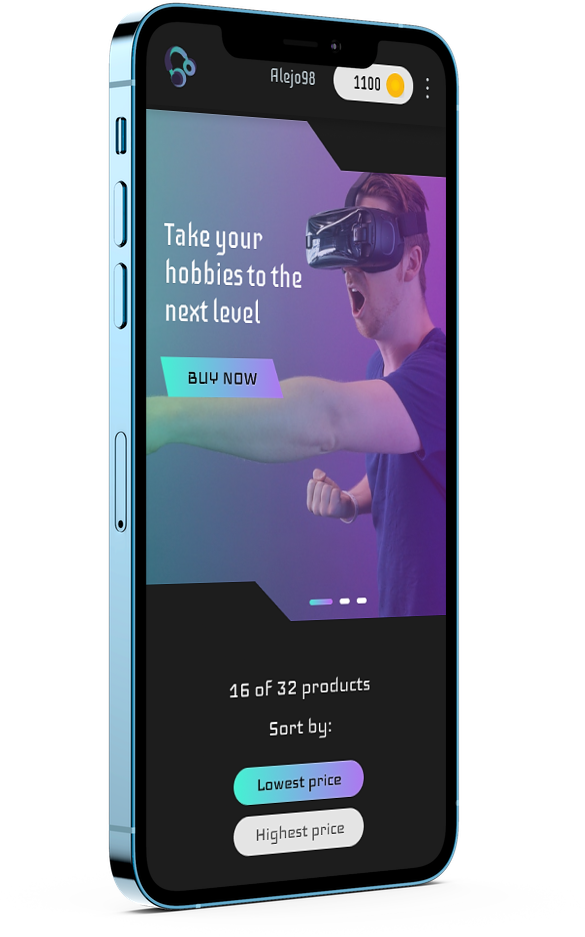 Alejo98
1100
Take your
hobbies to the
next level
BUY NOW
16 of 32 products
Sort by:
Lowest price
Highest price